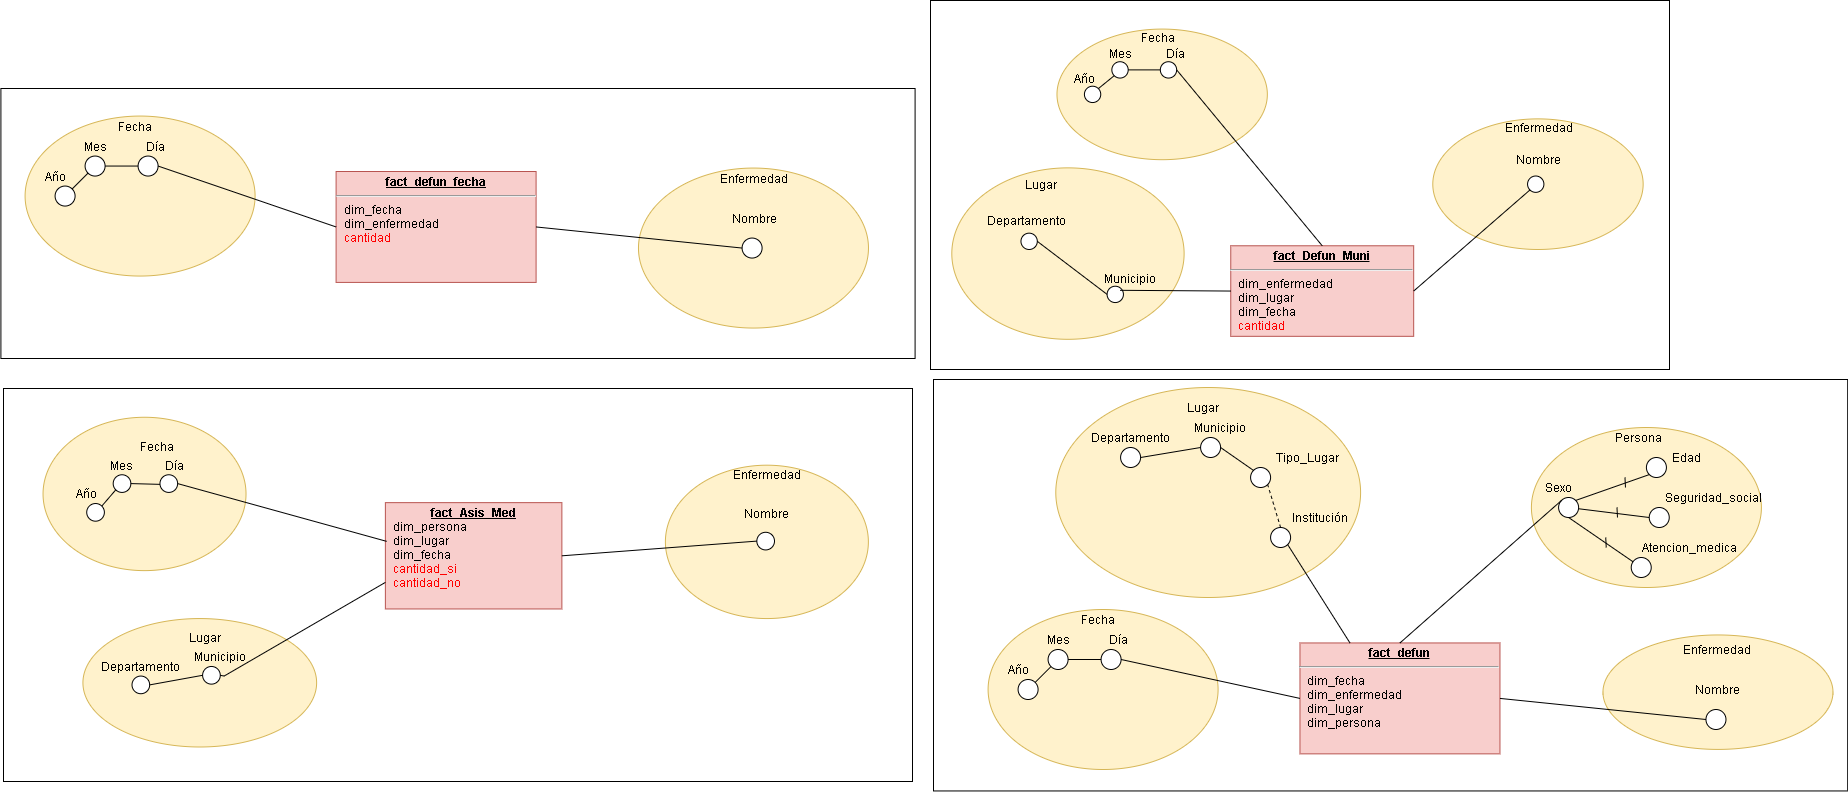 Fecha
Mes
Día
Año
fact_defun_fecha
dim_fecha
dim_enfermedad
cantidad
Enfermedad
Nombre
Fecha
Mes
Día
Año
Lugar
Departamento
Municipio
Enfermedad
Nombre
fact_Defun_Muni
dim_enfermedad
dim_lugar
dim_fecha
cantidad
Fecha
Mes
Día
Año
fact_Asis_Med
dim_persona
dim_lugar
dim_fecha
cantidad_si
cantidad_no
Enfermedad
Nombre
Lugar
Municipio
Departamento
Lugar
Municipio
Departamento
Tipo_Lugar
Institución
Persona
Edad
Sexo
Seguridad_social
Atencion_medica
Fecha
Mes
Día
Año
fact_defun
dim_fecha
dim_enfermedad
dim_lugar
dim_persona
Enfermedad
Nombre